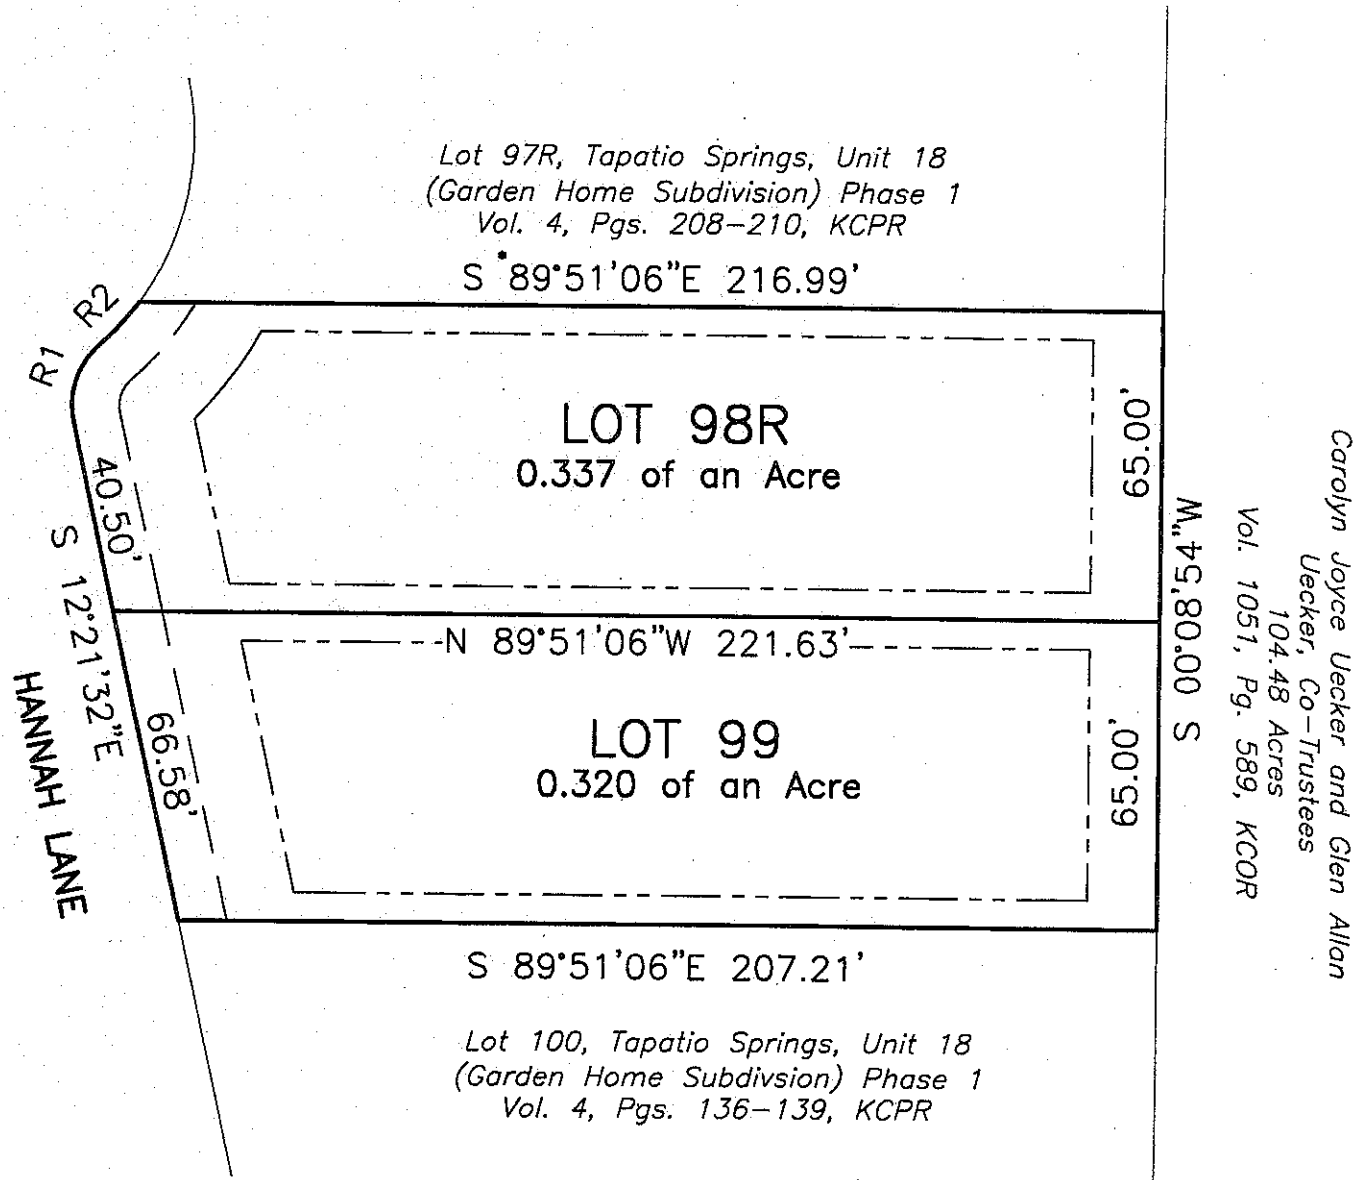 Lot 97R, Tapatio Springs, Unit 18
(Garden Home Subdivision) Phase 1
Vol. 4, Pgs. 208-210, KCPR
S 89°51'06"E 216.99'
R2
R1
LOT 98R
0.337 of an Acre
65.00'
40.50'
S 12°21'32"E
HANNAH LANE
N 89°51'06"W 221.63'
LOT 99
0.320 of an Acre
65.00'
66.58'
S 00°08'54"W
Carolyn Joyce Uecker and Glen Allan
Uecker, Co-Trustees
104.48 Acres
Vol. 1051, Pg. 589, KCOR
S 89°51'06"E 207.21'
Lot 100, Tapatio Springs, Unit 18
(Garden Home Subdivsion) Phase 1
Vol. 4, Pgs. 136-139, KCPR